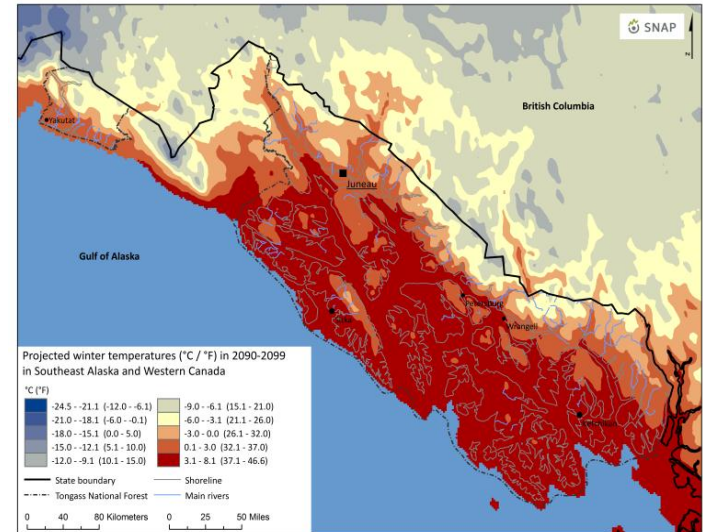 SNAP
British Columbia
Yakutat
Juneau
Gulf of Alaska
Petersburg
Wrangell
Projected winter temperatures (°C / °F) in 2090-2099
in Southeast Alaska and Western Canada
°C (°F)
-24.5 - -21.1 (-12.0 - -6.1)
-21.0 - -18.1 (-6.0 - -0.1)
-18.0 - -15.1 (0.0 - 5.0)
-15.0 - -12.1 (5.1 - 10.0)
-12.0 - -9.1 (10.1 - 15.0)
-9.0 - -6.1 (15.1 - 21.0)
-6.0 - -3.1 (21.1 - 26.0)
-3.0 - 0.0 (26.1 - 32.0)
0.1 - 3.0 (32.1 - 37.0)
3.1 - 8.1 (37.1 - 46.6)
State boundary
Shoreline
Tongass National Forest
Main rivers
0 40 80 Kilometers
0 25 50 Miles